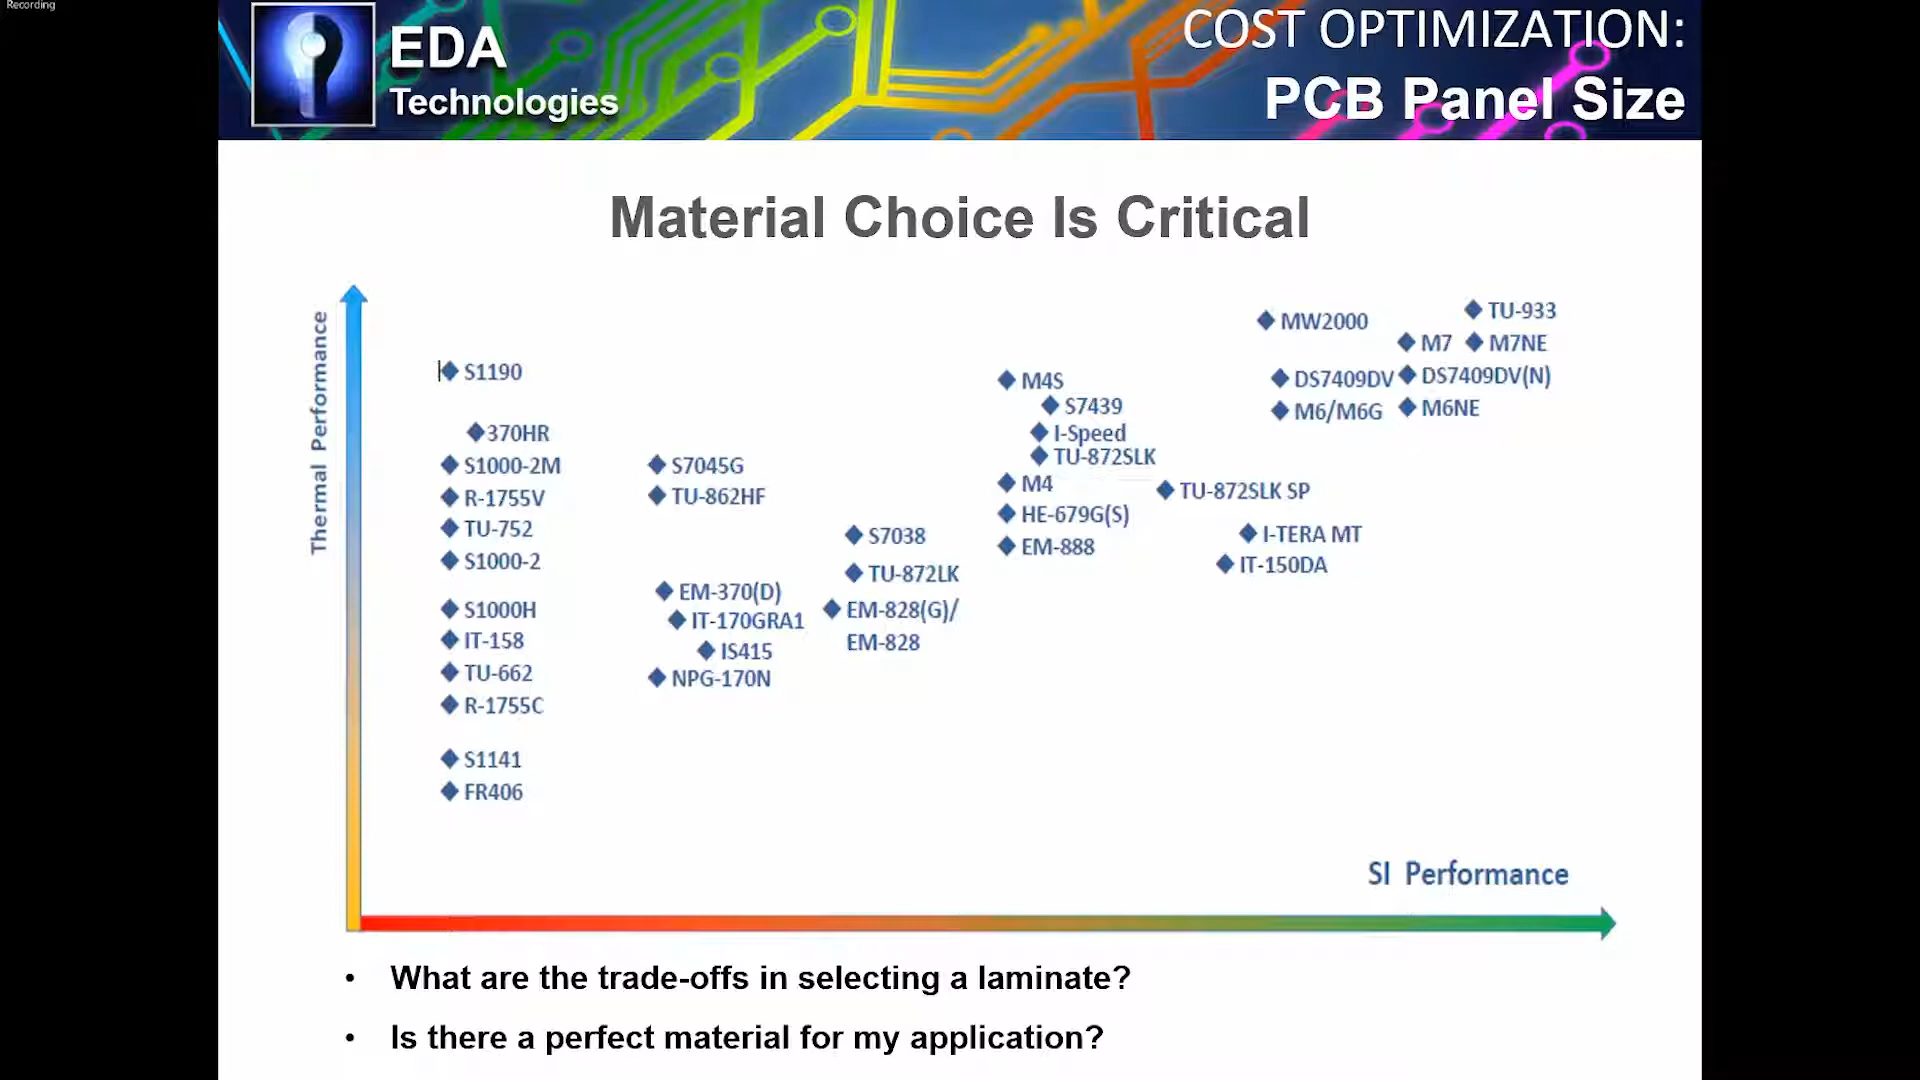 Recording
EDA
Technologies
COST OPTIMIZATION:
PCB Panel Size
Material Choice Is Critical
Thermal Performance
TU-933
MW2000
M7
M7NE
S1190
M4S
DS7409DV
DS7409DV(N)
S7439
M6/M6G
M6NE
370HR
I-Speed
TU-872SLK
S1000-2M
S7045G
M4
TU-872SLK SP
R-1755V
TU-862HF
HE-679G(S)
TU-752
S7038
I-TERA MT
EM-888
S1000-2
TU-872LK
IT-150DA
EM-370(D)
S1000H
IT-170GRA1
EM-828(G)/
EM-828
IT-158
IS415
TU-662
NPG-170N
R-1755C
S1141
FR406
SI Performance
• What are the trade-offs in selecting a laminate?
• Is there a perfect material for my application?